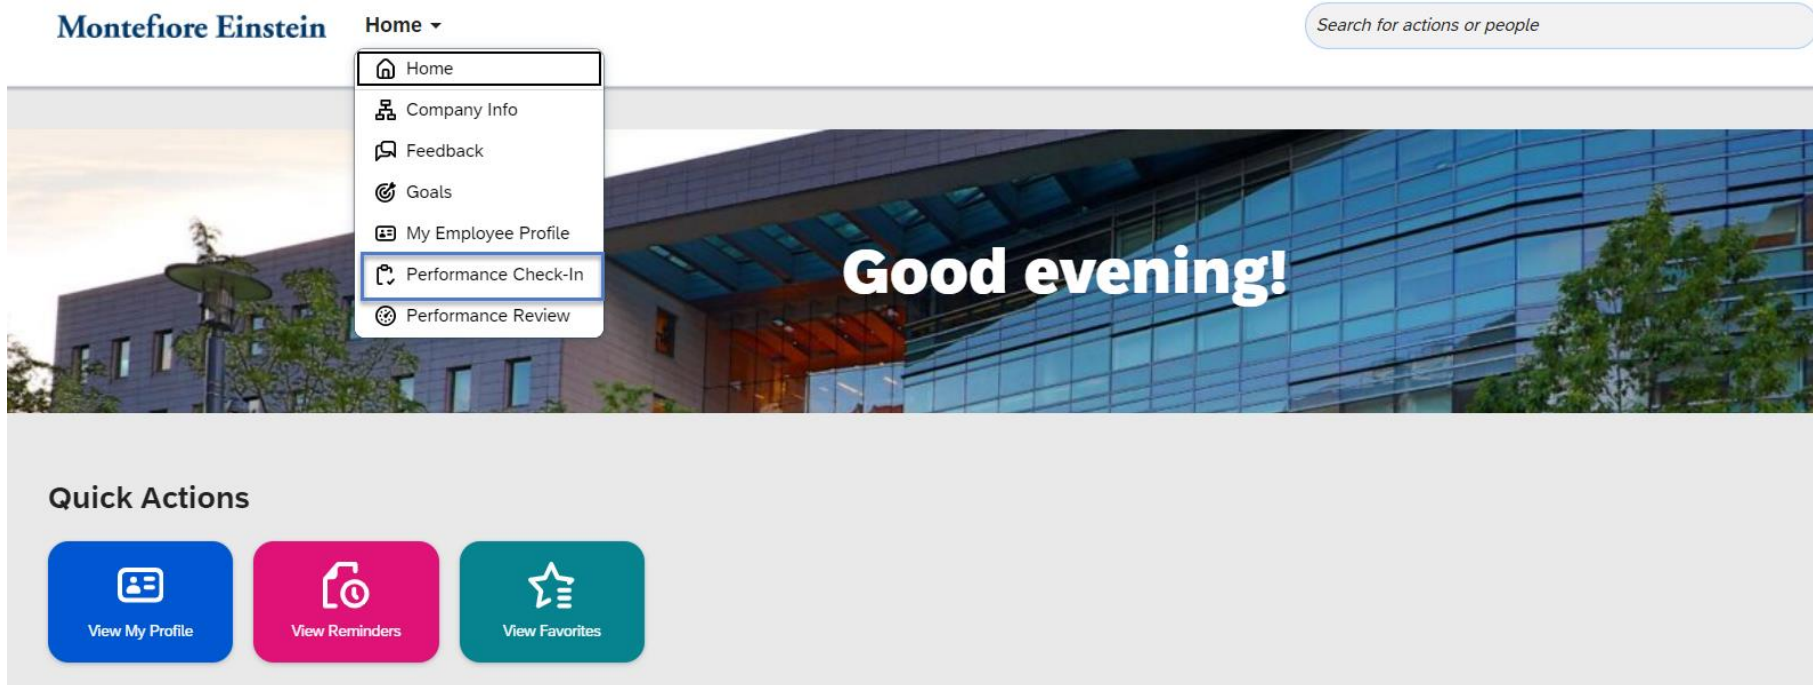 Montefiore Einstein
Home
Search for actions or people
Home
Company Info
Feedback
Goals
My Employee Profile
Performance Check-In
Performance Review
Good evening!
Quick Actions
View My Profile
View Reminders
View Favorites